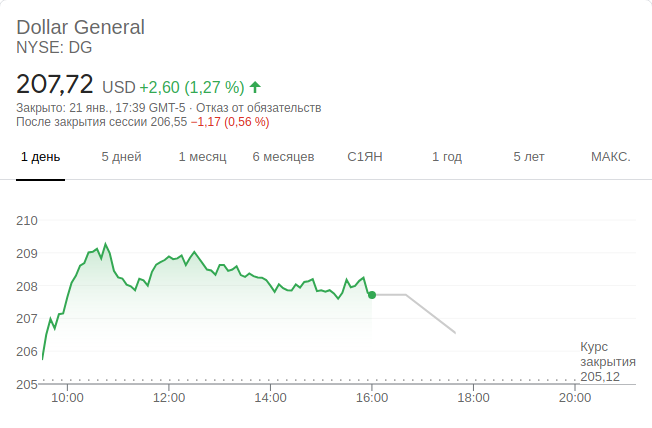 Dollar General
NYSE: DG
207,72 USD +2,60 (1,27 %)
Закрыто: 21 янв., 17:39 GMT-5 · Отказ от обязательств
После закрытия сессии 206,55 −1,17 (0,56 %)
1 день 5 дней 1 месяц 6 месяцев С1ЯН 1 год 5 лет МАКС.
210
209
208
207
206
205
Курс
закрытия
205,12
10:00 12:00 14:00 16:00 18:00 20:00